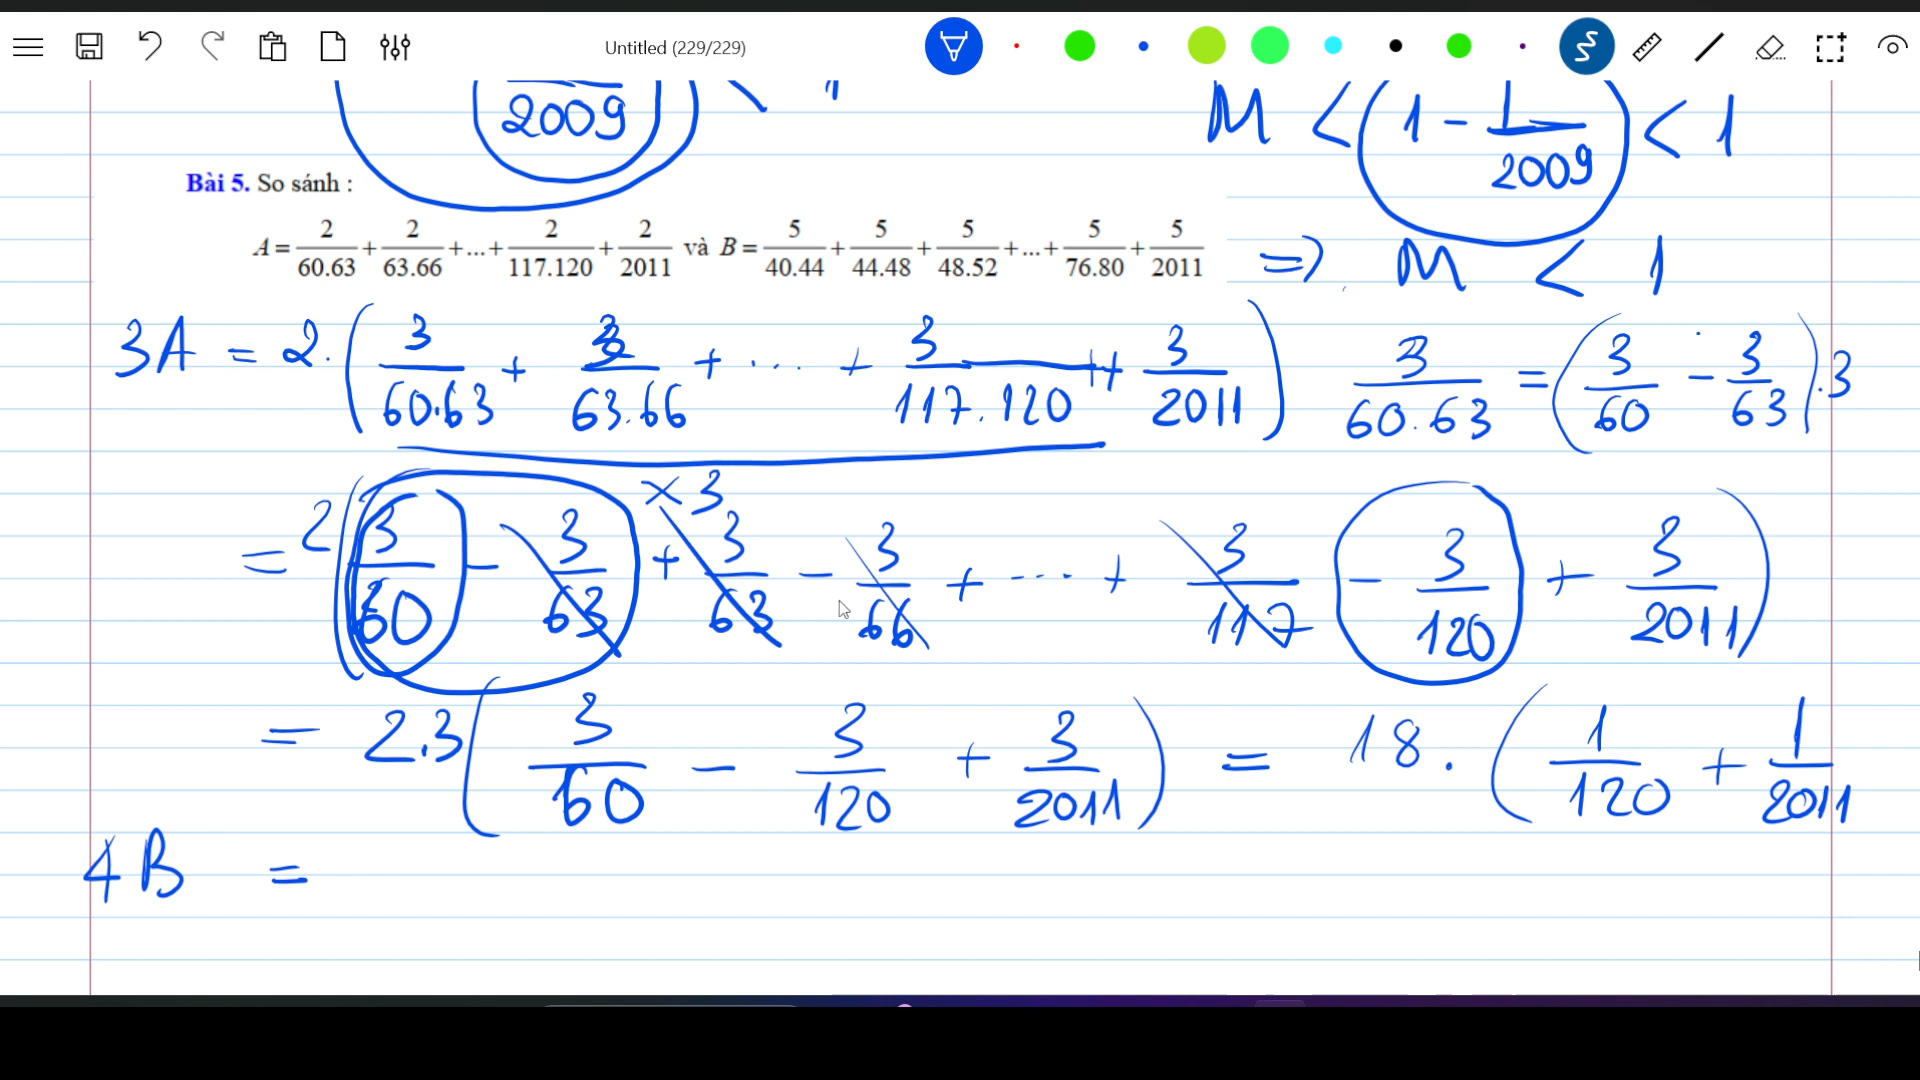 Untitled (229/229)
2009
M < (1 - 1/2009) < 1
Bài 5. So sánh :
A = 2/60.63 + 2/63.66 + ... + 2/117.120 + 2/2011 và B = 5/40.44 + 5/44.48 + 5/48.52 + ... + 5/76.80 + 5/2011
=> M < 1
3A = 2.(3/60.63 + 3/63.66 + ... + 3/117.120 + 3/2011)
3/60.63 = (3/60 - 3/63).3
×3
= 2(3/60 - 3/63 + 3/63 - 3/66 + ... + 3/117 - 3/120 + 3/2011)
= 2.3(3/60 - 3/120 + 3/2011) = 18.(1/120 + 1/2011
4B =